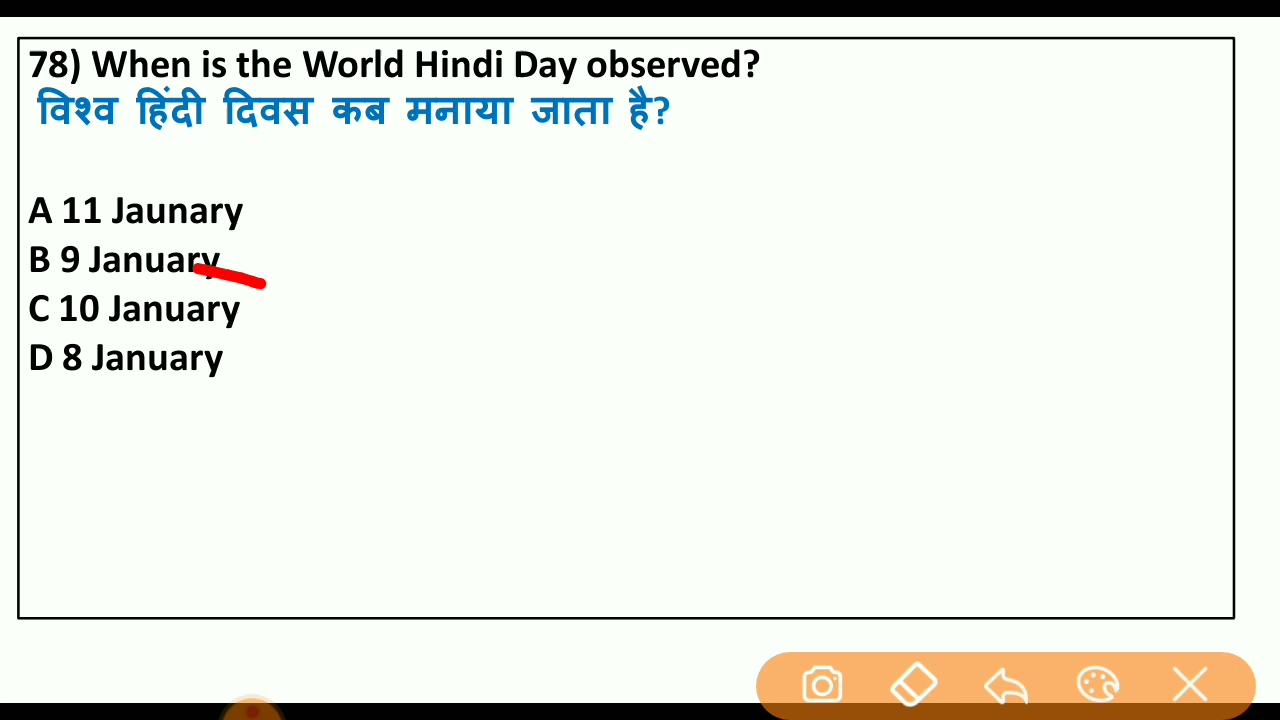 78) When is the World Hindi Day observed?
विश्व हिंदी दिवस कब मनाया जाता है?
A 11 Jaunary
B 9 January
C 10 January
D 8 January